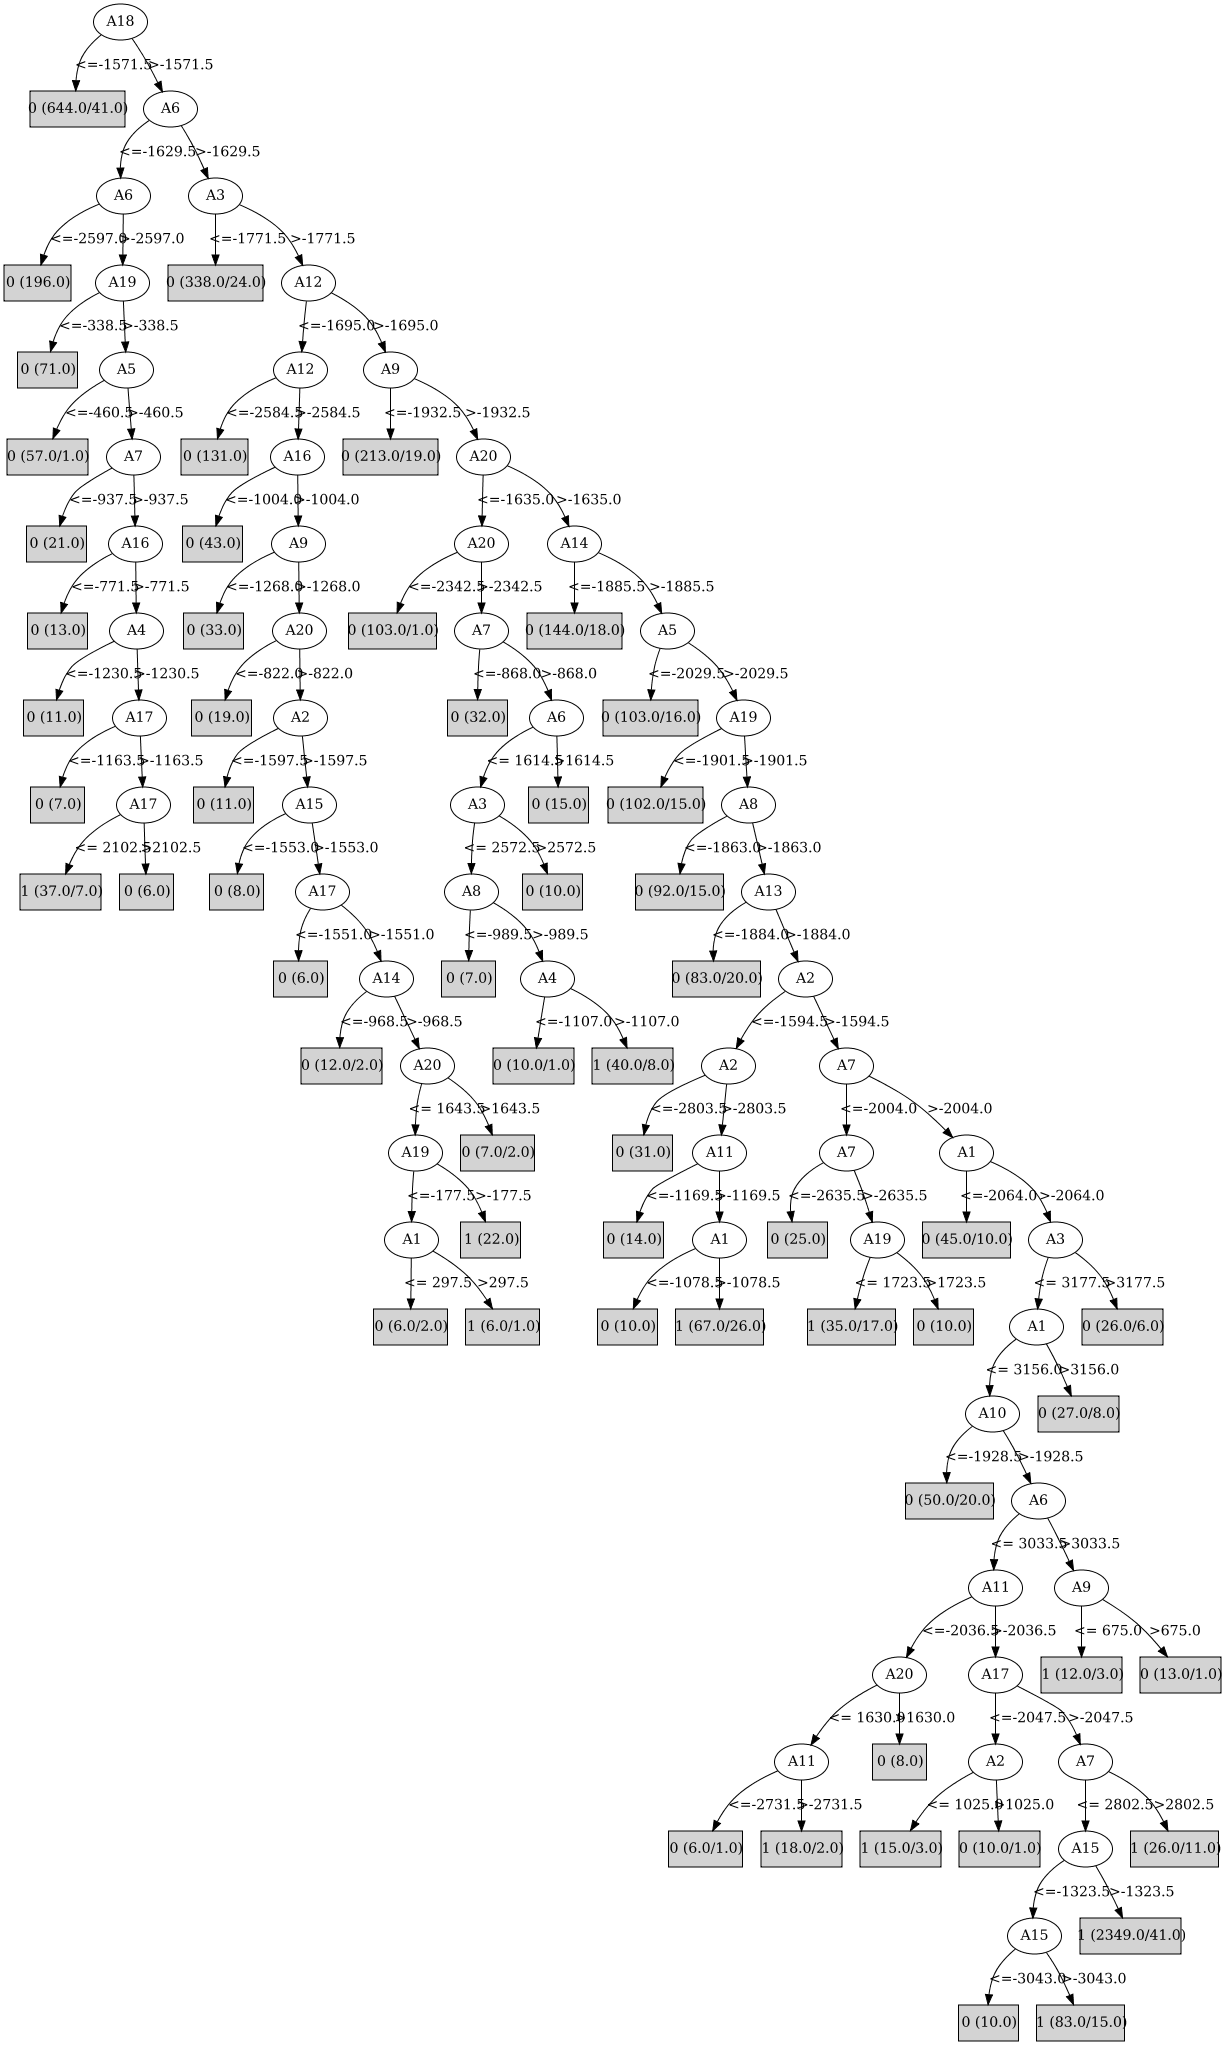 A18
<=-1571.5 >-1571.5
0 (644.0/41.0) A6
<=-1629.5 >-1629.5
A6 A3
<=-2597.0 >-2597.0 <=-1771.5 >-1771.5
0 (196.0) A19 0 (338.0/24.0) A12
<=-338.5 >-338.5 <=-1695.0 >-1695.0
0 (71.0) A5 A12 A9
<=-460.5 >-460.5 <=-2584.5 >-2584.5 <=-1932.5 >-1932.5
0 (57.0/1.0) A7 0 (131.0) A16 0 (213.0/19.0) A20
<=-937.5 >-937.5 <=-1004.0 >-1004.0 <=-1635.0 >-1635.0
0 (21.0) A16 0 (43.0) A9 A20 A14
<=-771.5 >-771.5 <=-1268.0 >-1268.0 <=-2342.5 >-2342.5 <=-1885.5 >-1885.5
0 (13.0) A4 0 (33.0) A20 0 (103.0/1.0) A7 0 (144.0/18.0) A5
<=-1230.5 >-1230.5 <=-822.0 >-822.0 <=-868.0 >-868.0 <=-2029.5 >-2029.5
0 (11.0) A17 0 (19.0) A2 0 (32.0) A6 0 (103.0/16.0) A19
<=-1163.5 >-1163.5 <=-1597.5 >-1597.5 <= 1614.5 >1614.5 <=-1901.5 >-1901.5
0 (7.0) A17 0 (11.0) A15 A3 0 (15.0) 0 (102.0/15.0) A8
<= 2102.5 >2102.5 <=-1553.0 >-1553.0 <= 2572.5 >2572.5 <=-1863.0 >-1863.0
1 (37.0/7.0) 0 (6.0) 0 (8.0) A17 A8 0 (10.0) 0 (92.0/15.0) A13
<=-1551.0 >-1551.0 <=-989.5 >-989.5 <=-1884.0 >-1884.0
0 (6.0) A14 0 (7.0) A4 0 (83.0/20.0) A2
<=-968.5 >-968.5 <=-1107.0 >-1107.0 <=-1594.5 >-1594.5
0 (12.0/2.0) A20 0 (10.0/1.0) 1 (40.0/8.0) A2 A7
<= 1643.5 >1643.5 <=-2803.5 >-2803.5 <=-2004.0 >-2004.0
A19 0 (7.0/2.0) 0 (31.0) A11 A7 A1
<=-177.5 >-177.5 <=-1169.5 >-1169.5 <=-2635.5 >-2635.5 <=-2064.0 >-2064.0
A1 1 (22.0) 0 (14.0) A1 0 (25.0) A19 0 (45.0/10.0) A3
<= 297.5 >297.5 <=-1078.5 >-1078.5 <= 1723.5 >1723.5 <= 3177.5 >3177.5
0 (6.0/2.0) 1 (6.0/1.0) 0 (10.0) 1 (67.0/26.0) 1 (35.0/17.0) 0 (10.0) A1 0 (26.0/6.0)
<= 3156.0 >3156.0
A10 0 (27.0/8.0)
<=-1928.5 >-1928.5
0 (50.0/20.0) A6
<= 3033.5 >3033.5
A11 A9
<=-2036.5 >-2036.5 <= 675.0 >675.0
A20 A17 1 (12.0/3.0) 0 (13.0/1.0)
<= 1630.0 >1630.0 <=-2047.5 >-2047.5
A11 0 (8.0) A2 A7
<=-2731.5 >-2731.5 <= 1025.0 >1025.0 <= 2802.5 >2802.5
0 (6.0/1.0) 1 (18.0/2.0) 1 (15.0/3.0) 0 (10.0/1.0) A15 1 (26.0/11.0)
<=-1323.5 >-1323.5
A15 1 (2349.0/41.0)
<=-3043.0 >-3043.0
0 (10.0) 1 (83.0/15.0)